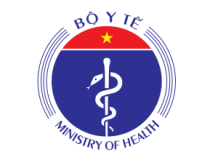 BỘ Y TẾ
MINISTRY OF HEALTH